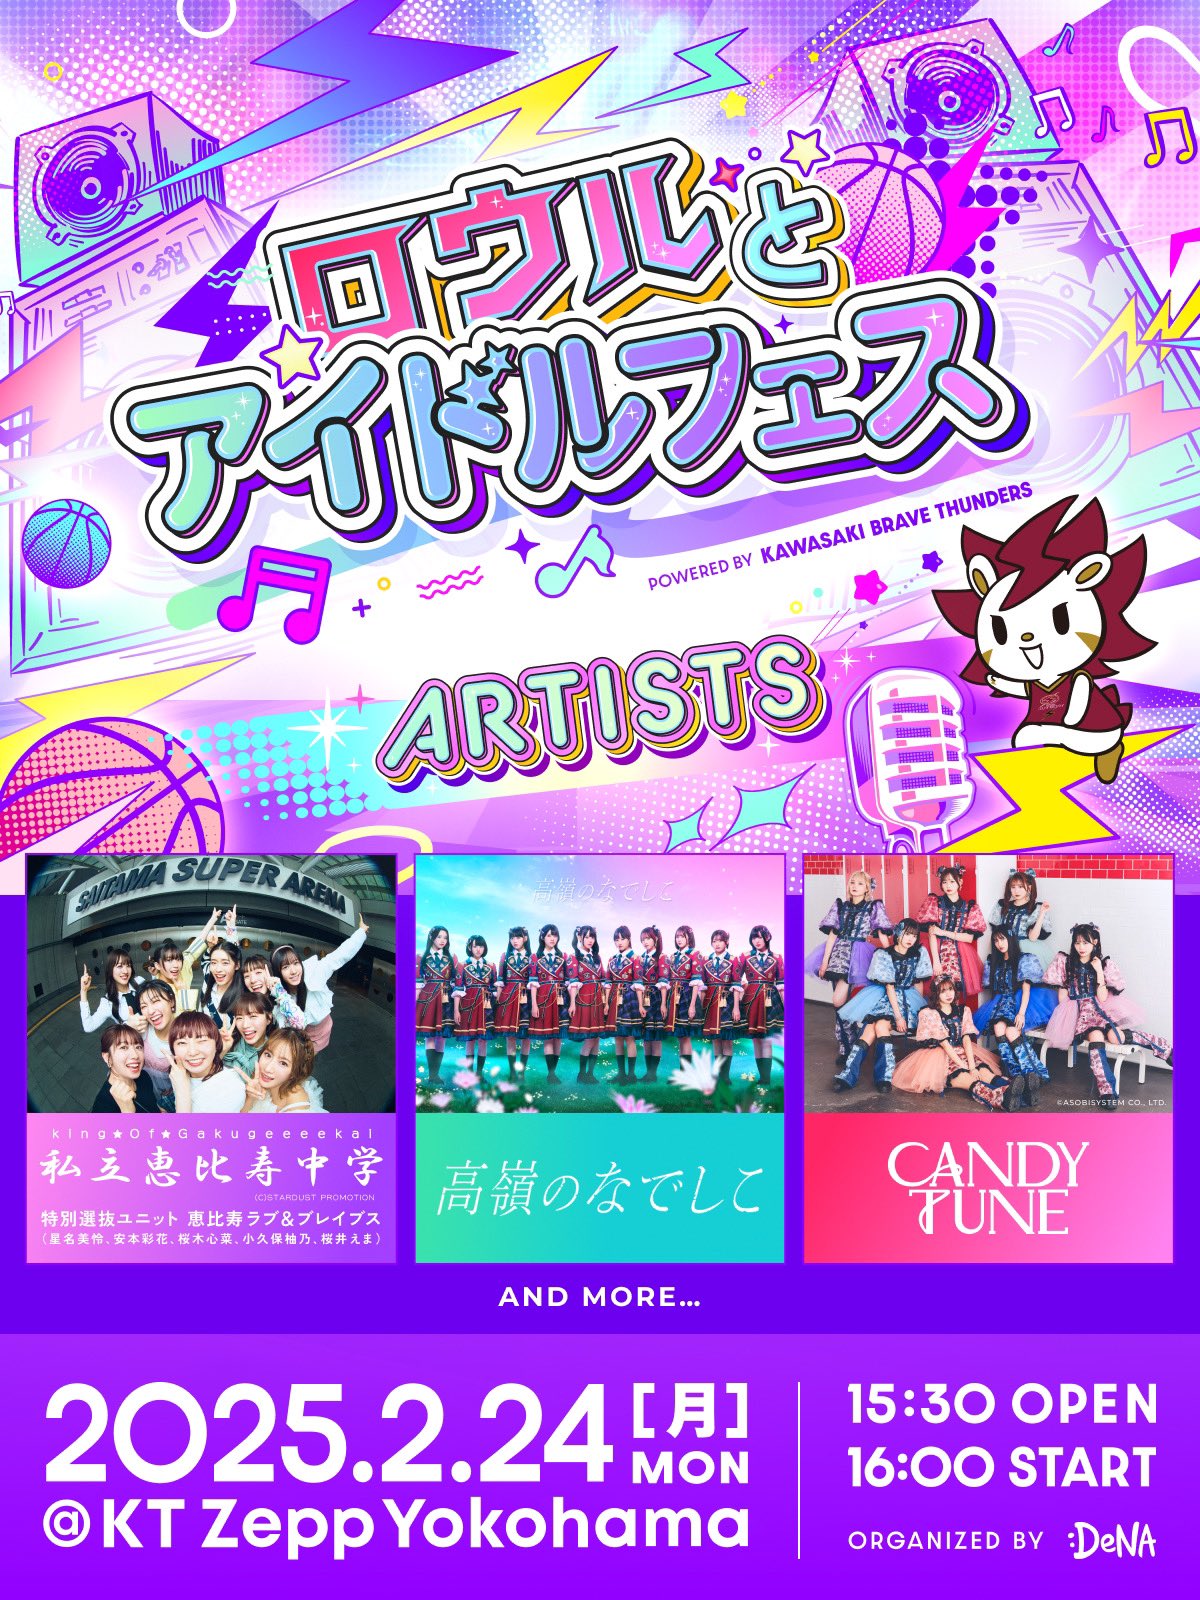 ロウルと
アイドルフェス
POWERED BY KAWASAKI BRAVE THUNDERS
ARTISTS
SAITAMA SUPER ARENA
king★Of★Gakugeeeekai
私立恵比寿中学
(C)STARDUST PROMOTION
特別選抜ユニット 恵比寿ラブ&ブレイブス
(星名美怜、安本彩花、桜木心菜、小久保柚乃、桜井えま)
高嶺のなでしこ
高嶺のなでしこ
©ASOBISYSTEM CO., LTD.
CANDY
TUNE
AND MORE...
2025.2.24 [月]
MON
@KT Zepp Yokohama
15:30 OPEN
16:00 START
ORGANIZED BY :DeNA